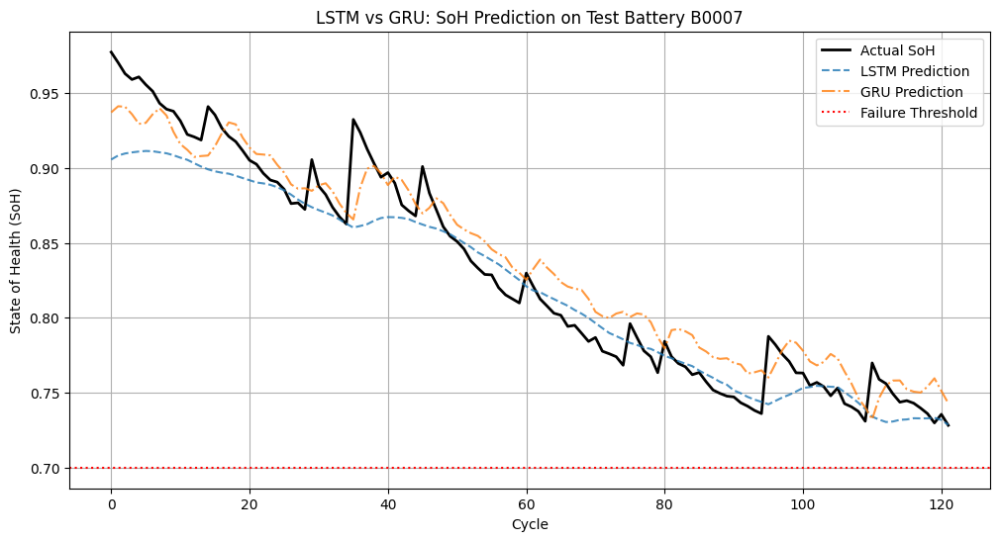 LSTM vs GRU: SoH Prediction on Test Battery B0007
Actual SoH
LSTM Prediction
GRU Prediction
Failure Threshold
State of Health (SoH)
0.95
0.90
0.85
0.80
0.75
0.70
0
20
40
60
80
100
120
Cycle